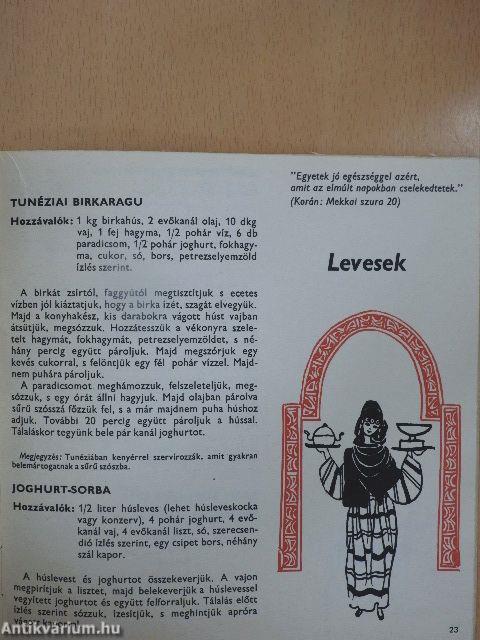 TUNÉZIAI BIRKARAGU
Hozzávalók: 1 kg birkahús, 2 evőkanál olaj, 10 dkg
vaj, 1 fej hagyma, 1/2 pohár víz, 6 db
paradicsom, 1/2 pohár joghurt, fokhagy-
ma, cukor, só, bors, petrezselyemzöld
ízlés szerint.
A birkát zsírtól, faggyútól megtisztítjuk s ecetes
vízben jól kiáztatjuk, hogy a birka ízét, szagát elvegyük.
Majd a konyhakész, kis darabokra vágott húst vajban
átsütjük, megsózzuk. Hozzátesszük a vékonyra szele-
telt hagymát, fokhagymát, petrezselyemzöldet, s né-
hány percig együtt pároljuk. Majd megszórjuk egy
kevés cukorral, s felöntjük egy fél pohár vízzel. Majd-
nem puhára pároljuk.
A paradicsomot meghámozzuk, felszeleteljük, meg-
sózzuk, s egy órát állni hagyjuk. Majd olajban párolva
sűrű szósszá főzzük fel, s a már majdnem puha húshoz
adjuk. További 20 percig együtt pároljuk a hússal.
Tálaláskor tegyünk bele pár kanál joghurtot.
Megjegyzés: Tunéziában kenyérrel szervírozzák, amit gyakran
belemártogatnak a sűrű szószba.
JOGHURT-SORBA
Hozzávalók: 1/2 liter húsleves (lehet húsleveskocka
vagy konzerv), 4 pohár joghurt, 4 evő-
kanál vaj, 4 evőkanál liszt, só, szerecsen-
dió ízlés szerint, egy csipet bors, néhány
szál kapor.
A húslevest és joghurtot összekeverjük. A vajon
megpirítjuk a lisztet, majd belekeverjük a húslevessel
vegyített joghurtot és együtt felforraljuk. Tálalás előtt
ízlés szerint sózzuk, ízesítjük, s meghintjük apróra
"Egyetek jó egészséggel azért,
amit az elmúlt napokban cselekedtetek."
(Korán: Mekkai szura 20)
Levesek
23
Antikvarium.hu